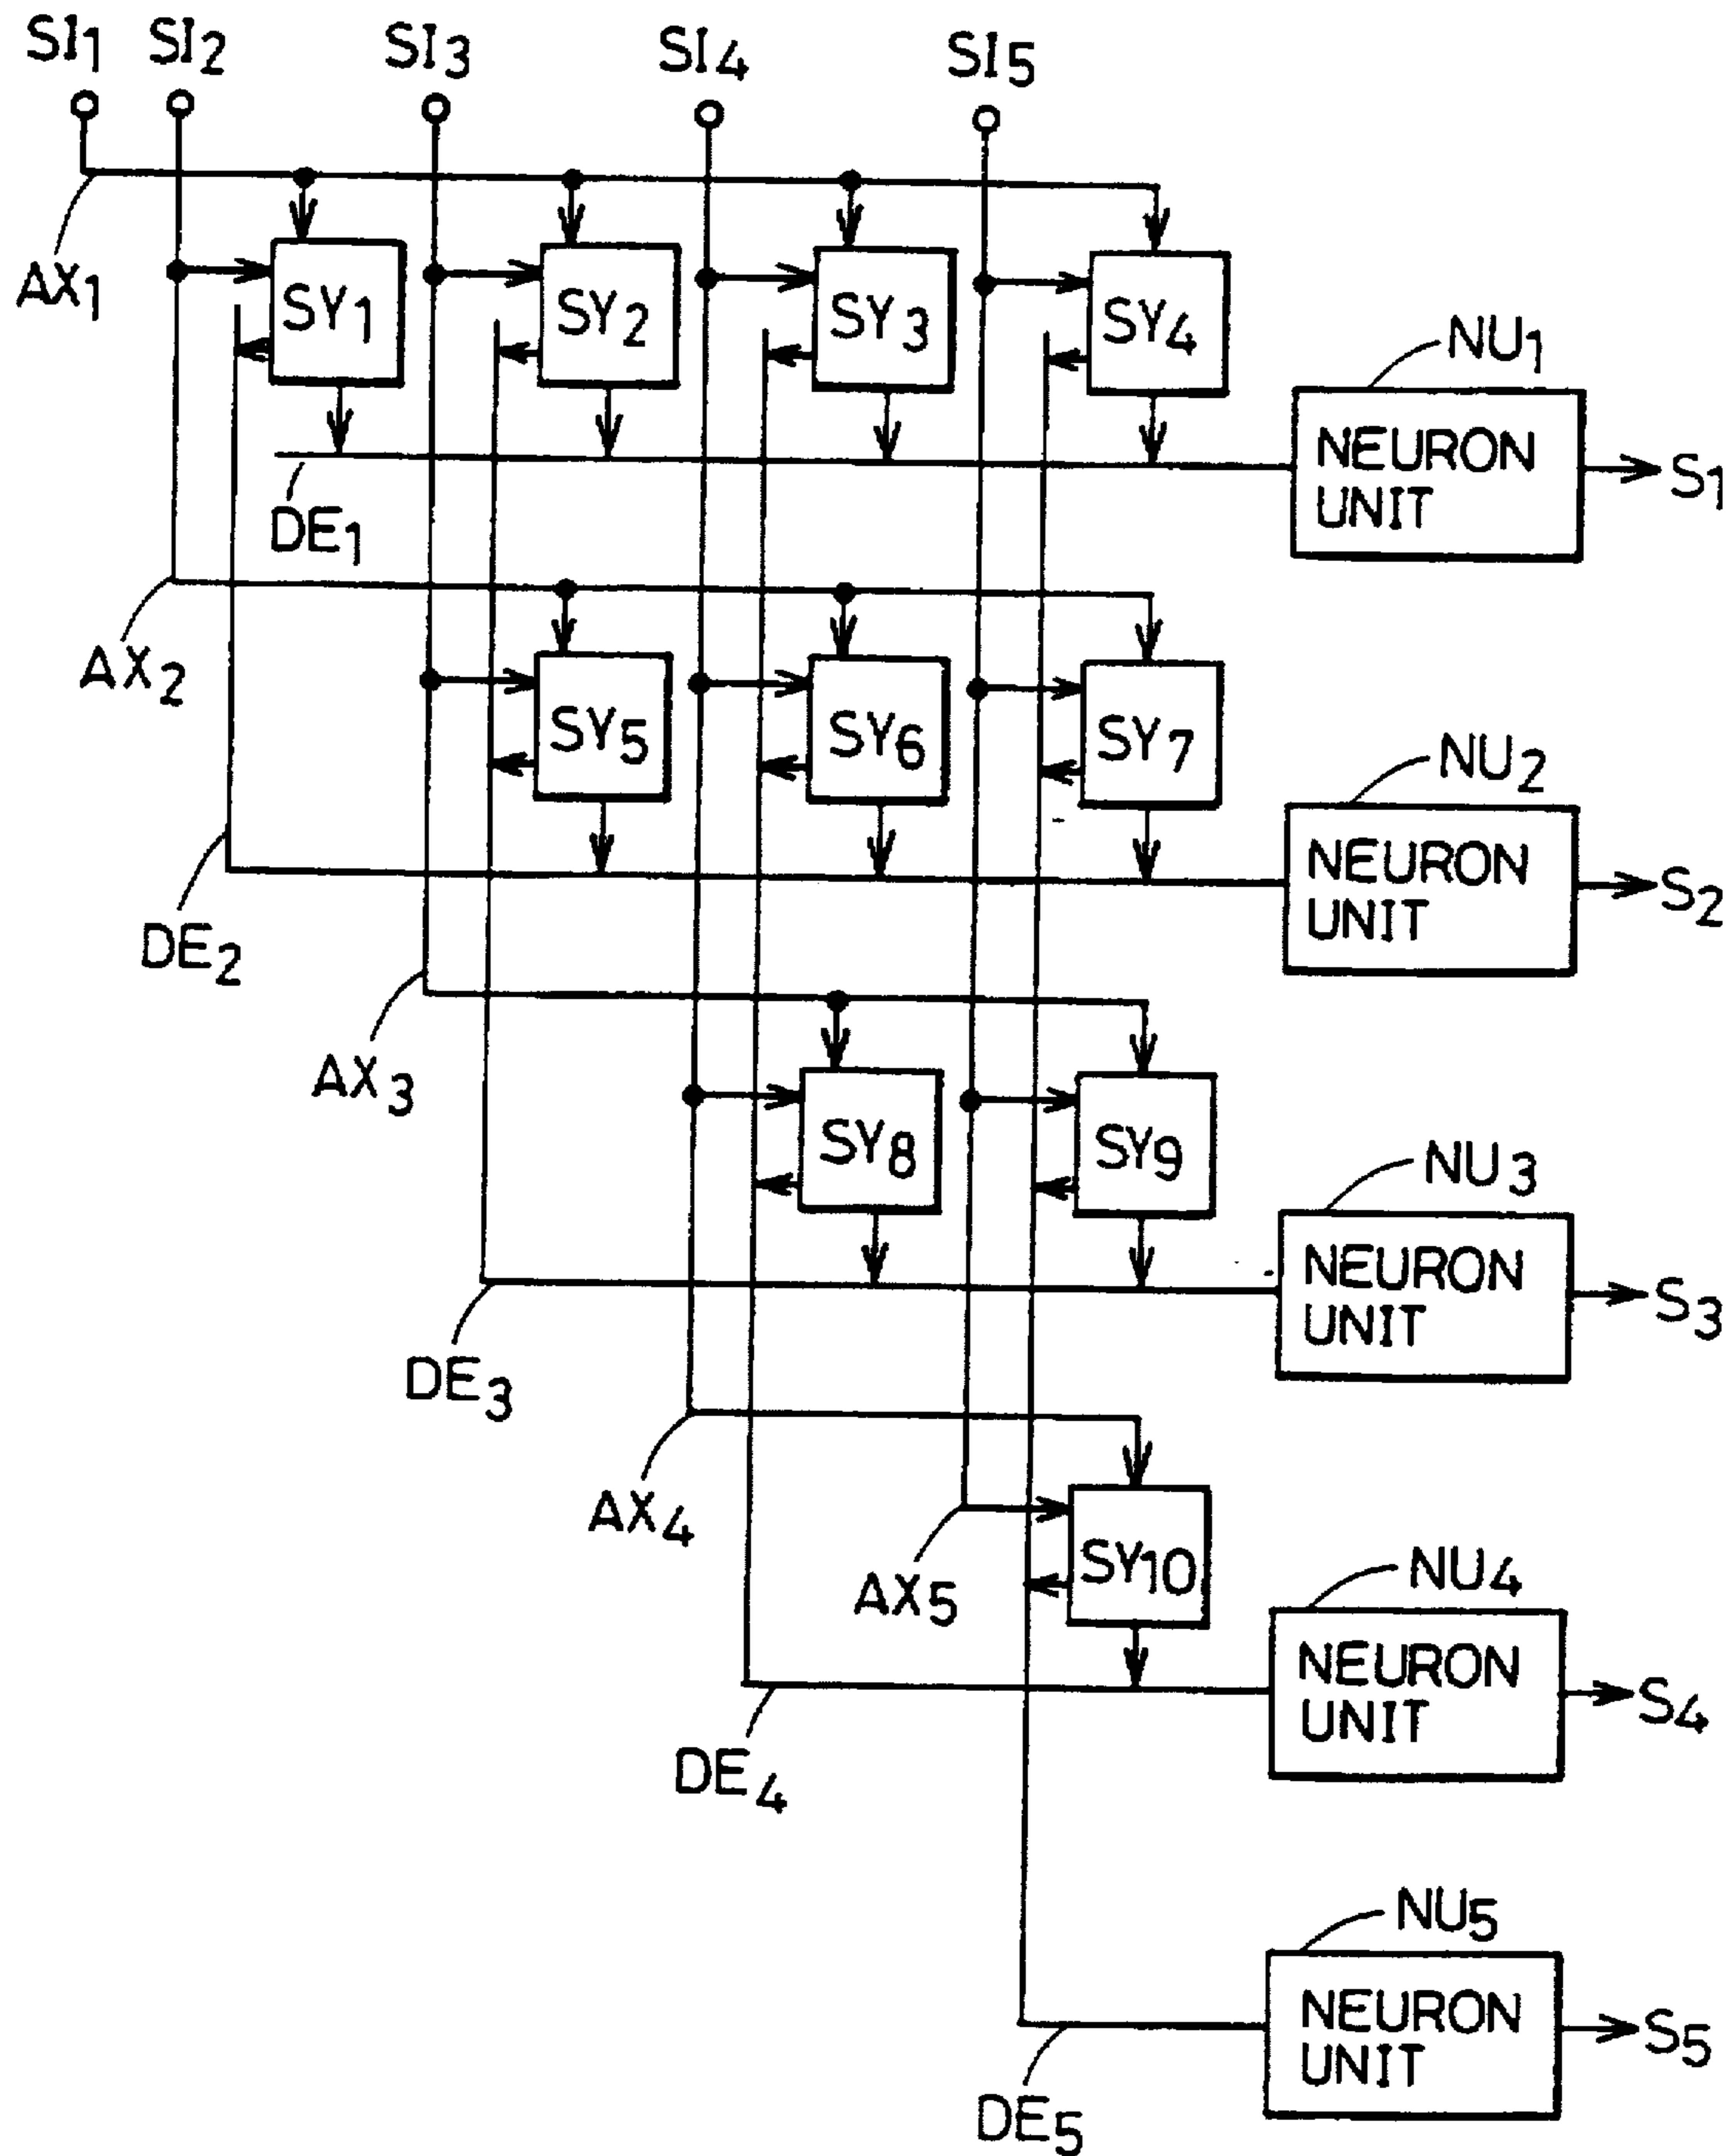 SI1 SI2 SI3 SI4 SI5
AX1
SY1 SY2 SY3 SY4
NU1
NEURON
UNIT
S1
DE1
AX2
SY5 SY6 SY7
NU2
NEURON
UNIT
S2
DE2
AX3
SY8 SY9
NU3
NEURON
UNIT
S3
DE3
AX4
AX5
SY10
NU4
NEURON
UNIT
S4
DE4
NU5
NEURON
UNIT
S5
DE5